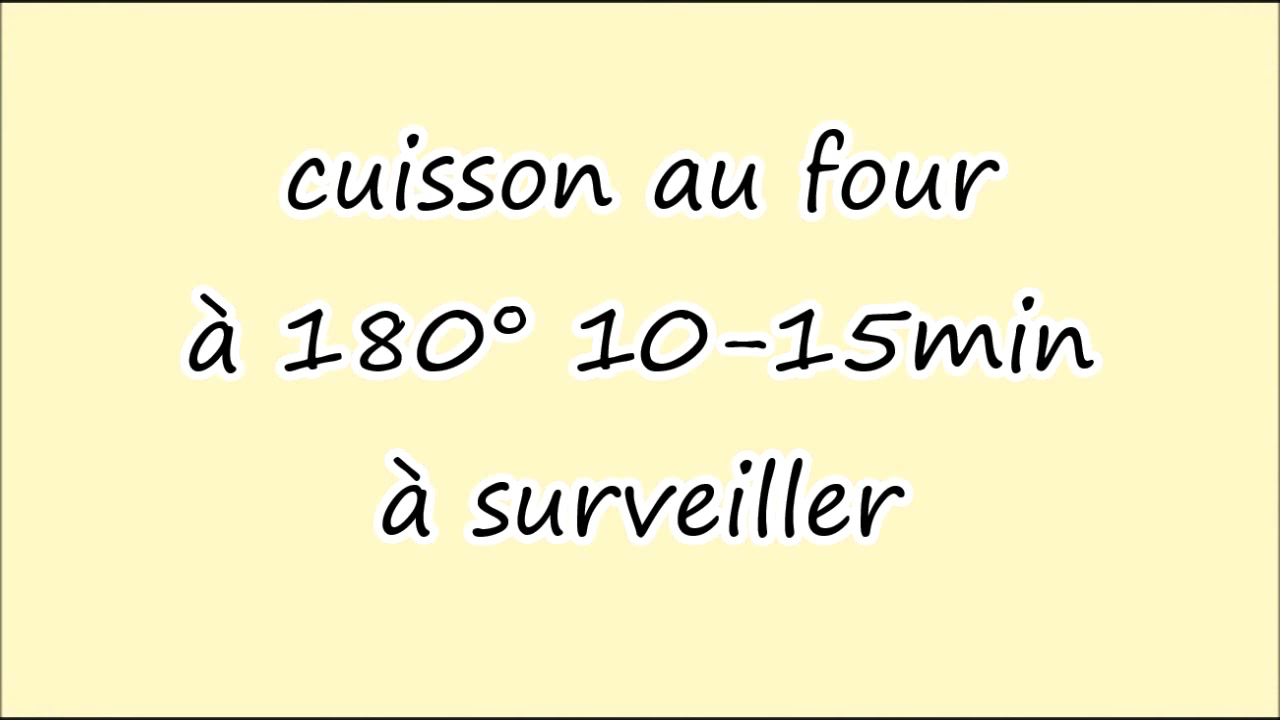 cuisson au four
à 180° 10-15min
à surveiller